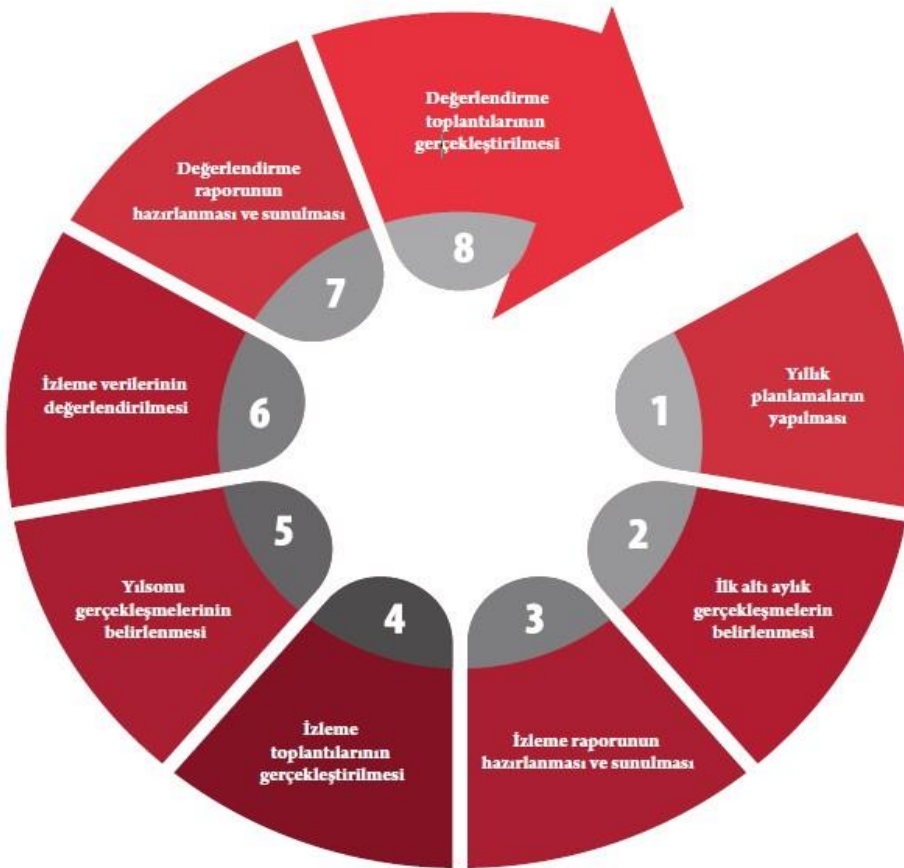 1
Yıllık
planlamaların
yapılması
2
İlk altı aylık
gerçekleşmelerin
belirlenmesi
3
İzleme raporunun
hazırlanması ve sunulması
4
İzleme
toplantılarının
gerçekleştirilmesi
5
Yılsonu
gerçekleşmelerinin
belirlenmesi
6
İzleme verilerinin
değerlendirilmesi
7
Değerlendirme
raporunun
hazırlanması ve sunulması
8
Değerlendirme
toplantılarının
gerçekleştirilmesi